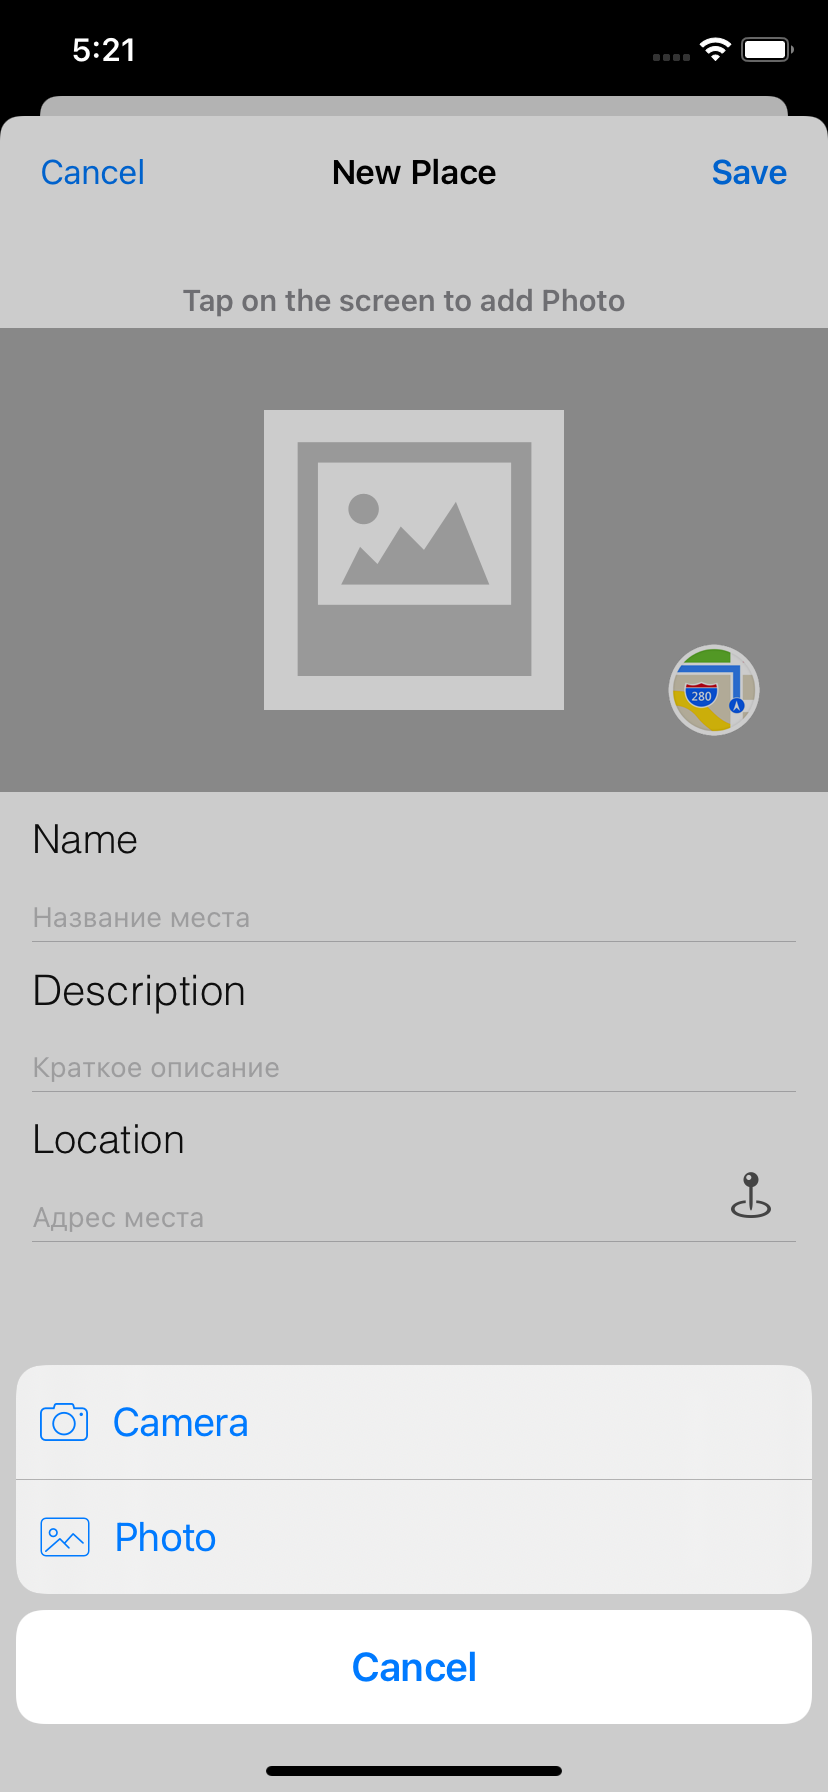 5:21
Cancel
New Place
Save
Tap on the screen to add Photo
280
Name
Название места
Description
Краткое описание
Location
Адрес места
Camera
Photo
Cancel